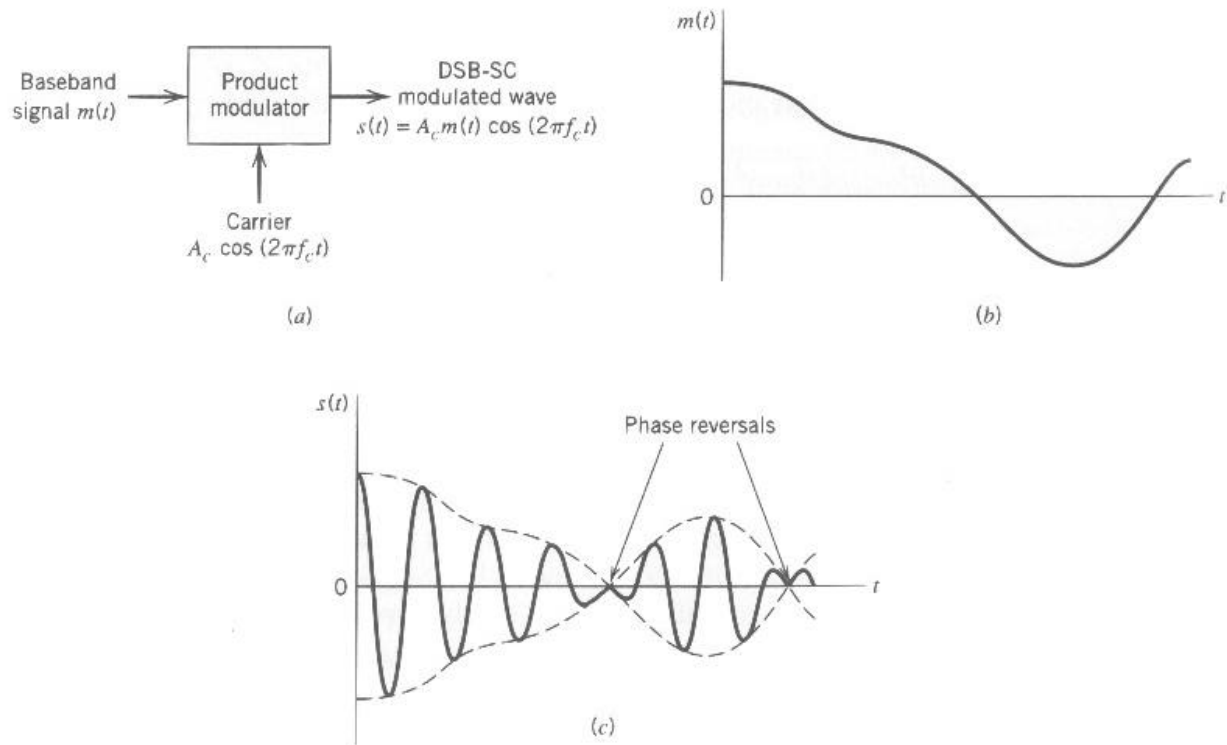 Baseband
signal m(t)
Product
modulator
DSB-SC
modulated wave
s(t) = A_c m(t) cos (2πf_c t)
Carrier
A_c cos (2πf_c t)
(a)
m(t)
0
t
(b)
s(t)
Phase reversals
0
t
(c)